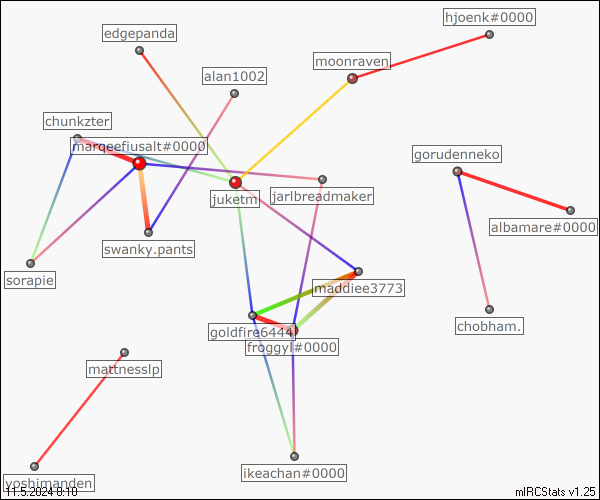 hjoenk#0000
edgepanda
moonraven
alan1002
chunkzter
marqeefiusalt#0000
gorudenneko
jarlbreadmaker
juketm
albamare#0000
swanky.pants
sorapie
maddiee3773
chobham.
goldfire6444
froggyl#0000
mattnesslp
ikeachan#0000
yoshimanden
11.5.2024 8:10
mIRCStats v1.25